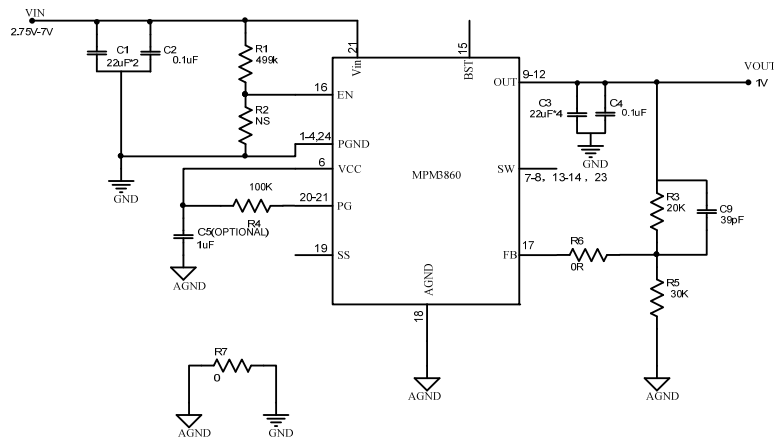 VIN
2.75V-7V
C1
22uF*2
C2
0.1uF
R1
499k
R2
NS
GND
21
Vin
15
BST
16
EN
1-4,24
PGND
6
VCC
100K
R4
20-21
PG
C5(OPTIONAL)
1uF
AGND
19
SS
MPM3860
OUT
9-12
C3
22uF*4
C4
0.1uF
GND
VOUT
1V
SW
7-8, 13-14 , 23
R3
20K
C9
39pF
FB
17
R6
0R
R5
30K
AGND
AGND
18
AGND
R7
0
AGND
GND